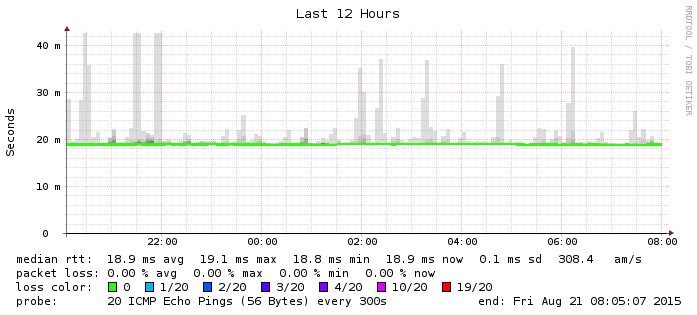 Last 12 Hours
RRDTOOL / TOBI OETIKER
Seconds
40 m
30 m
20 m
10 m
0
22:00 00:00 02:00 04:00 06:00 08:00
median rtt: 18.9 ms avg 19.1 ms max 18.8 ms min 18.9 ms now 0.1 ms sd 308.4 am/s
packet loss: 0.00 % avg 0.00 % max 0.00 % min 0.00 % now
loss color: 0 1/20 2/20 3/20 4/20 10/20 19/20
probe: 20 ICMP Echo Pings (56 Bytes) every 300s end: Fri Aug 21 08:05:07 2015